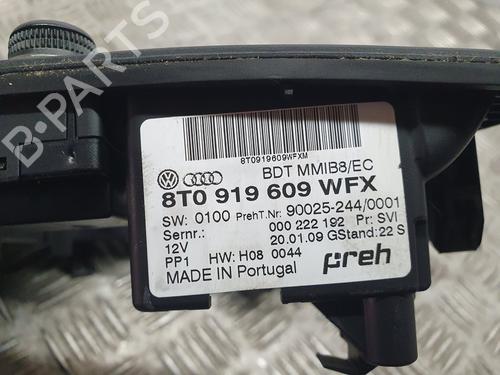 B-PARTS
8T0919609WFXM
BDT MMIB8/EC
8T0 919 609 WFX
SW: 0100 PrehT.Nr: 90025-244/0001
Sernr.: 000 222 192 Pr: SVI
12V 20.01.09 GStand: 22 S
PP1 HW: H08 0044
MADE IN Portugal preh